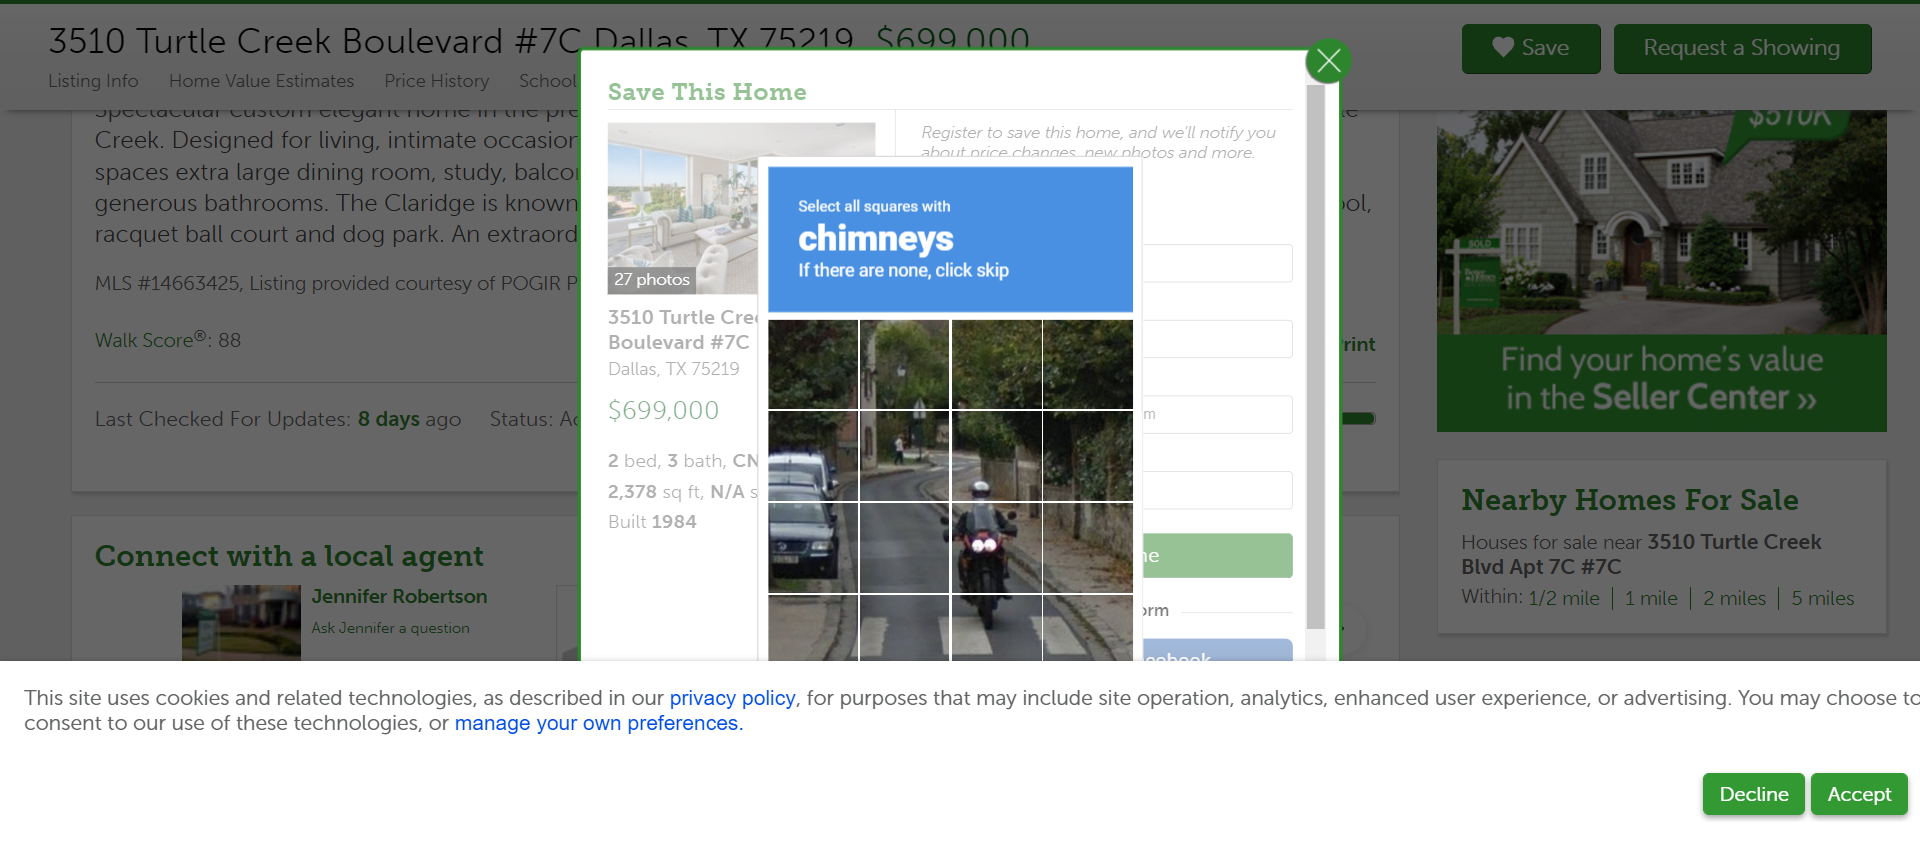 3510 Turtle Creek Boulevard #7C Dallas, TX 75219 $699,000
Save
Request a Showing
Listing Info Home Value Estimates Price History School
Creek. Designed for living, intimate occasion
spaces extra large dining room, study, balco
generous bathrooms. The Claridge is known
ool,
racquet ball court and dog park. An extraord
MLS #14663425, Listing provided courtesy of POGIR P
Walk Score®: 88
Print
Last Checked For Updates: 8 days ago Status: Ac
Connect with a local agent
Jennifer Robertson
Ask Jennifer a question
Save This Home
Register to save this home, and we'll notify you
about price changes, new photos and more.
27 photos
3510 Turtle Cree
Boulevard #7C
Dallas, TX 75219
$699,000
2 bed, 3 bath, CN
2,378 sq ft, N/A s
Built 1984
Select all squares with
chimneys
If there are none, click skip
m
me
orm
cebook
$510K
SOLD
Find your home's value
in the Seller Center »
Nearby Homes For Sale
Houses for sale near 3510 Turtle Creek
Blvd Apt 7C #7C
Within: 1/2 mile | 1 mile | 2 miles | 5 miles
This site uses cookies and related technologies, as described in our privacy policy, for purposes that may include site operation, analytics, enhanced user experience, or advertising. You may choose to
consent to our use of these technologies, or manage your own preferences.
Decline
Accept